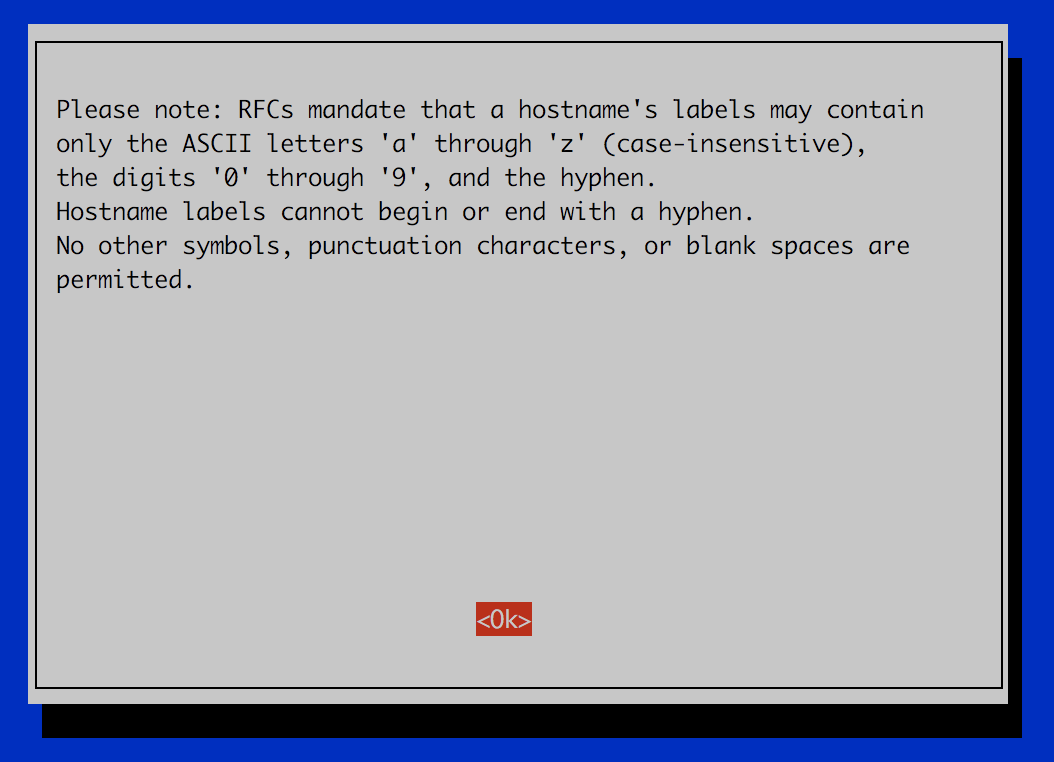 Please note: RFCs mandate that a hostname's labels may contain
only the ASCII letters 'a' through 'z' (case-insensitive),
the digits '0' through '9', and the hyphen.
Hostname labels cannot begin or end with a hyphen.
No other symbols, punctuation characters, or blank spaces are
permitted.
<Ok>